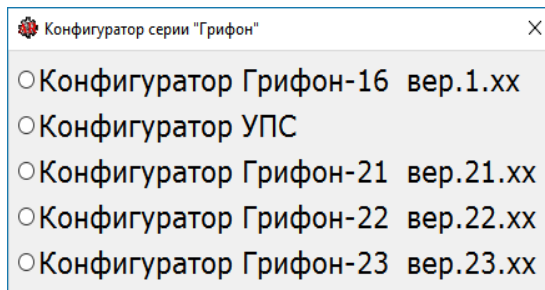 Конфигуратор серии "Грифон"
Конфигуратор Грифон-16 вер.1.xx
Конфигуратор УПС
Конфигуратор Грифон-21 вер.21.xx
Конфигуратор Грифон-22 вер.22.xx
Конфигуратор Грифон-23 вер.23.xx